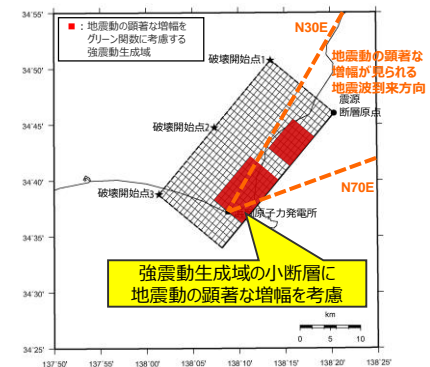 ■：地震動の顕著な増幅を
グリーン関数に考慮する
強震動生成域
N30E
地震動の顕著な
増幅が見られる
地震波到来方向
破壊開始点1
震源
断層原点
破壊開始点2
N70E
破壊開始点3
原子力発電所
強震動生成域の小断層に
地震動の顕著な増幅を考慮
km
0 5 10
34˚55'
34˚50'
34˚45'
34˚40'
34˚35'
34˚30'
34˚25'
137˚50' 137˚55' 138˚00' 138˚05' 138˚10' 138˚15' 138˚20' 138˚25'